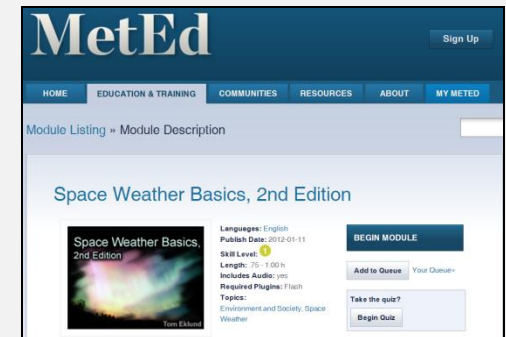 MetEd
Sign Up
HOME EDUCATION & TRAINING COMMUNITIES RESOURCES ABOUT MY METED
Module Listing » Module Description
Space Weather Basics, 2nd Edition
Space Weather Basics,
2nd Edition
Tom Eklund
Languages: English
Publish Date: 2012-01-11
Skill Level: 1
Length: .75 - 1.00 h
Includes Audio: yes
Required Plugins: Flash
Topics:
Environment and Society, Space
Weather
BEGIN MODULE
Add to Queue Your Queue»
Take the quiz?
Begin Quiz